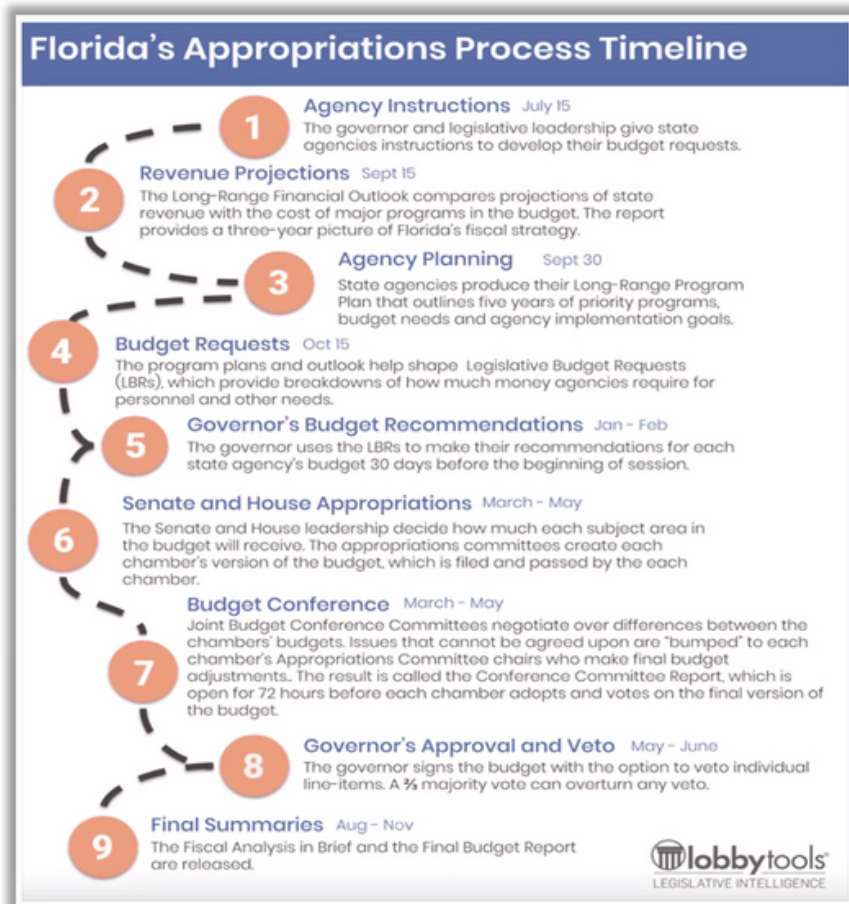 Florida's Appropriations Process Timeline
1
Agency Instructions July 15
The governor and legislative leadership give state
agencies instructions to develop their budget requests.
2
Revenue Projections Sept 15
The Long-Range Financial Outlook compares projections of state
revenue with the cost of major programs in the budget. The report
provides a three-year picture of Florida's fiscal strategy.
3
Agency Planning Sept 30
State agencies produce their Long-Range Program
Plan that outlines five years of priority programs,
budget needs and agency implementation goals.
4
Budget Requests Oct 15
The program plans and outlook help shape Legislative Budget Requests
(LBRs), which provide breakdowns of how much money agencies require for
personnel and other needs.
5
Governor's Budget Recommendations Jan - Feb
The governor uses the LBRs to make their recommendations for each
state agency's budget 30 days before the beginning of session.
6
Senate and House Appropriations March - May
The Senate and House leadership decide how much each subject area in
the budget will receive. The appropriations committees create each
chamber's version of the budget, which is filed and passed by the each
chamber.
7
Budget Conference March - May
Joint Budget Conference Committees negotiate over differences between the
chambers' budgets. Issues that cannot be agreed upon are "bumped" to each
chamber's Appropriations Committee chairs who make final budget
adjustments.. The result is called the Conference Committee Report, which is
open for 72 hours before each chamber adopts and votes on the final version of
the budget.
8
Governor's Approval and Veto May - June
The governor signs the budget with the option to veto individual
line-items. A ⅔ majority vote can overturn any veto.
9
Final Summaries Aug - Nov
The Fiscal Analysis in Brief and the Final Budget Report
are released.
lobbytools®
LEGISLATIVE INTELLIGENCE